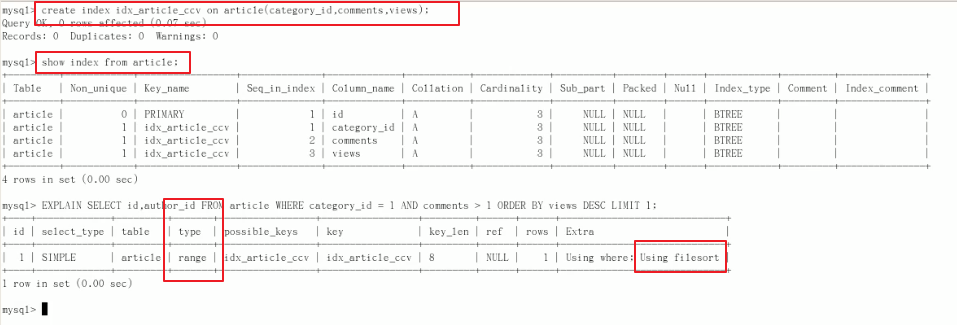 mysql> create index idx_article_ccv on article(category_id,comments,views);
Query OK, 0 rows affected (0.07 sec)
Records: 0  Duplicates: 0  Warnings: 0
mysql> show index from article;
| Table | Non_unique | Key_name | Seq_in_index | Column_name | Collation | Cardinality | Sub_part | Packed | Null | Index_type | Comment | Index_comment |
| article | 0 | PRIMARY | 1 | id | A | 3 | NULL | NULL | | BTREE | | |
| article | 1 | idx_article_ccv | 1 | category_id | A | 3 | NULL | NULL | | BTREE | | |
| article | 1 | idx_article_ccv | 2 | comments | A | 3 | NULL | NULL | | BTREE | | |
| article | 1 | idx_article_ccv | 3 | views | A | 3 | NULL | NULL | | BTREE | | |
4 rows in set (0.00 sec)
mysql> EXPLAIN SELECT id,author_id FROM article WHERE category_id = 1 AND comments > 1 ORDER BY views DESC LIMIT 1;
| id | select_type | table | type | possible_keys | key | key_len | ref | rows | Extra |
| 1 | SIMPLE | article | range | idx_article_ccv | idx_article_ccv | 8 | NULL | 1 | Using where; Using filesort |
1 row in set (0.00 sec)
mysql>